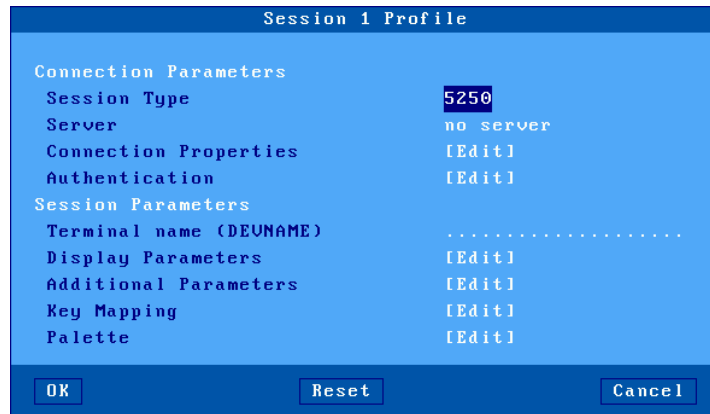 Session 1 Profile
Connection Parameters
Session Type 5250
Server no server
Connection Properties [Edit]
Authentication [Edit]
Session Parameters
Terminal name (DEVNAME) ....................
Display Parameters [Edit]
Additional Parameters [Edit]
Key Mapping [Edit]
Palette [Edit]
OK Reset Cancel